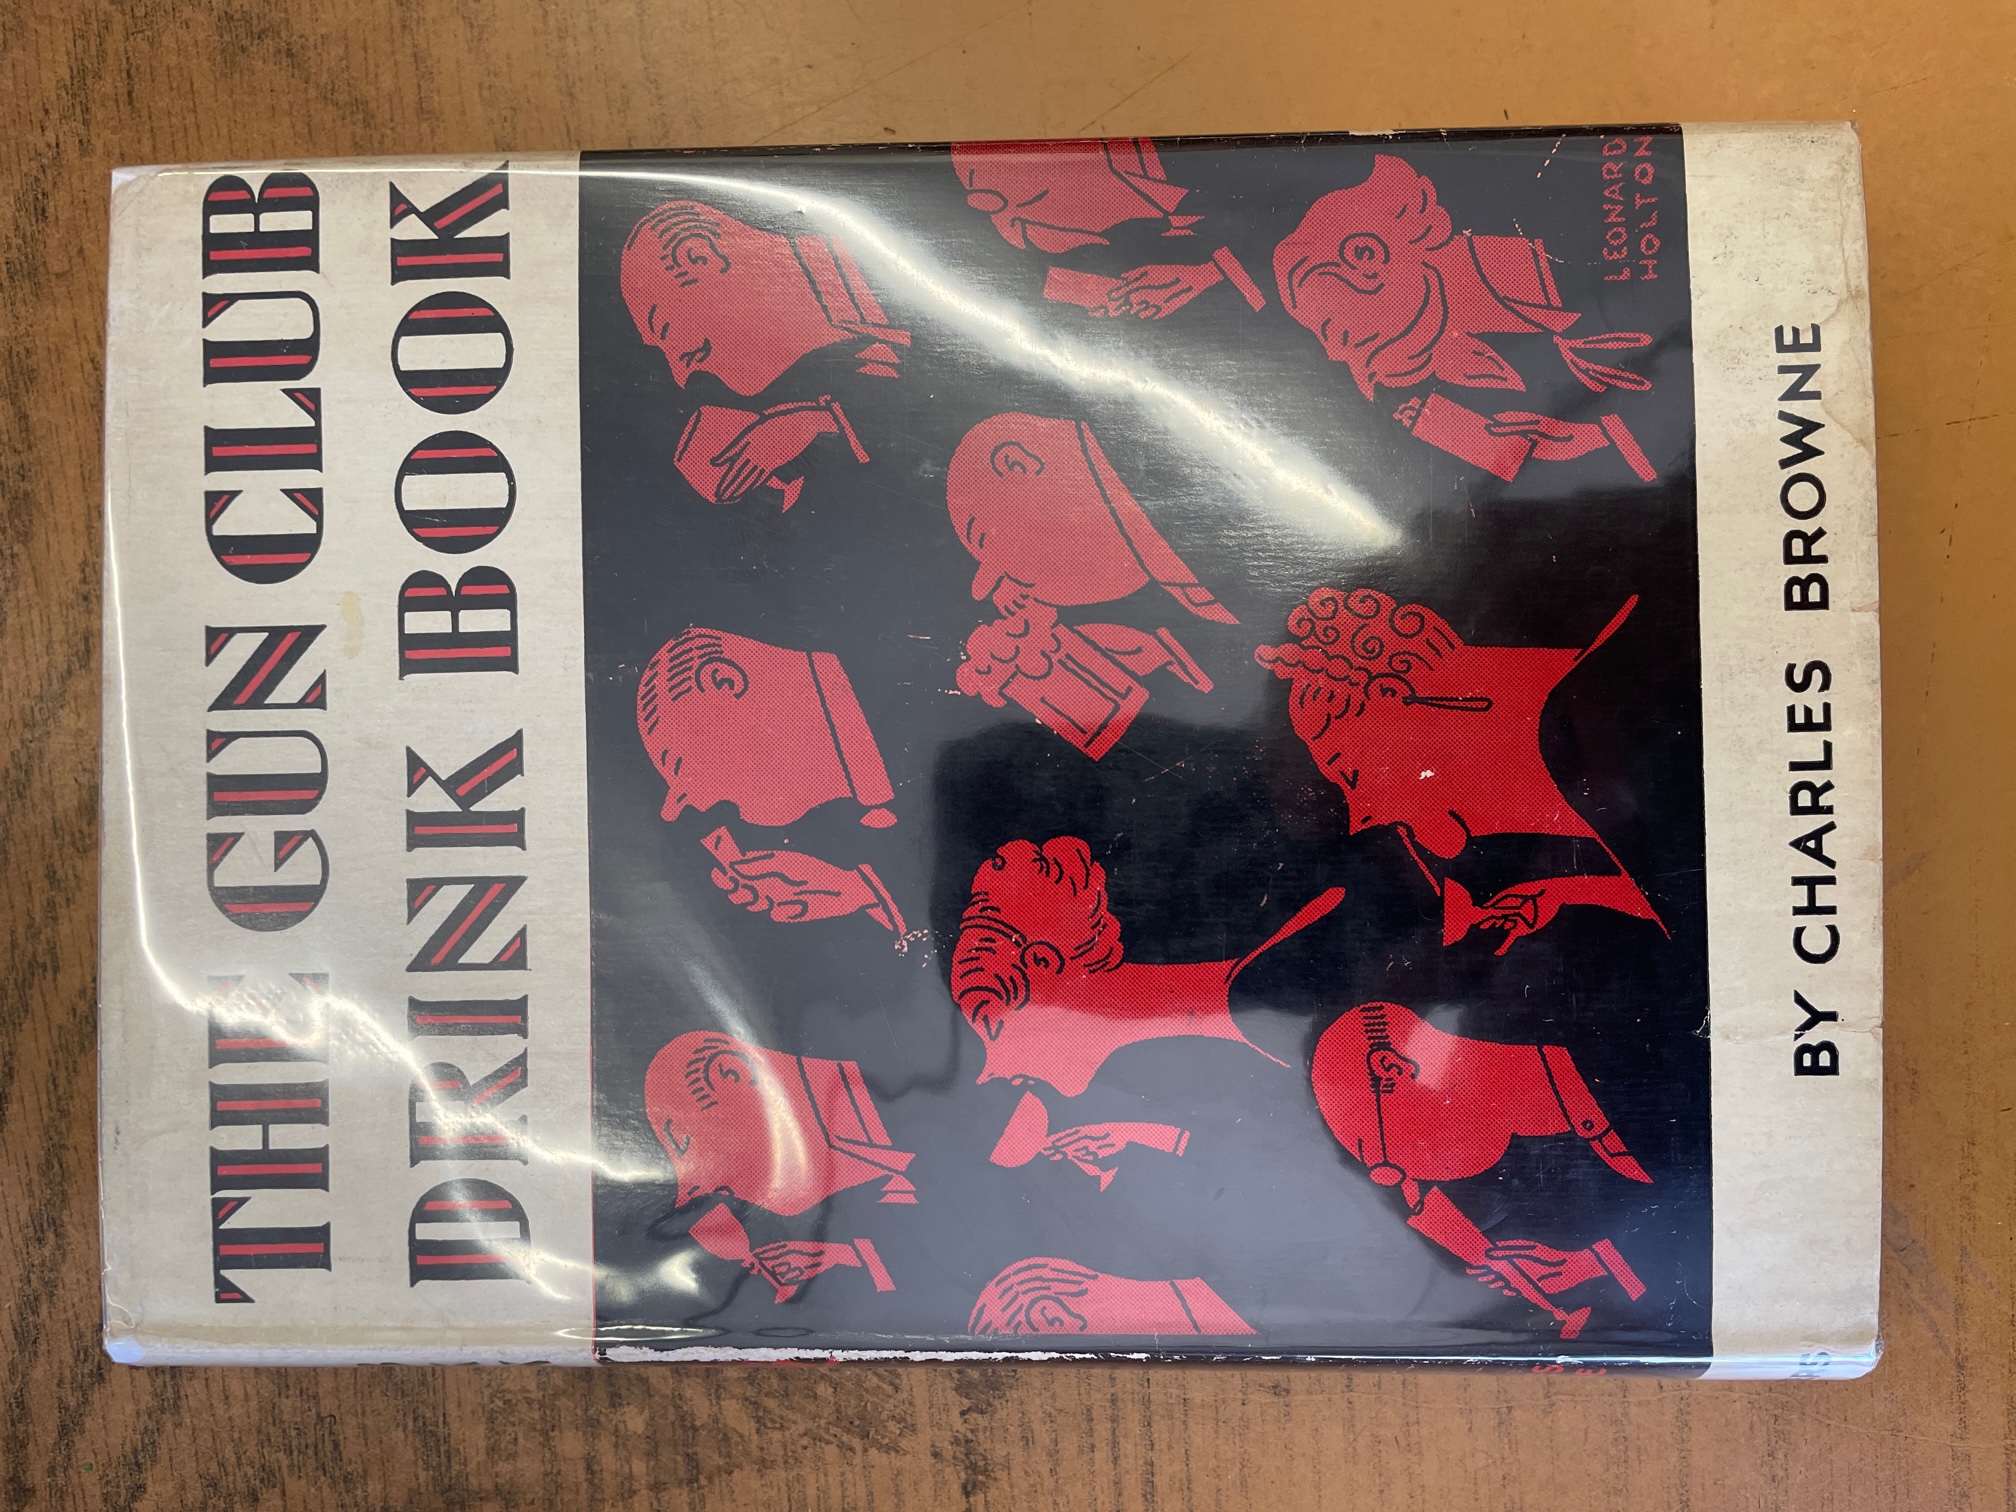 THE GUN CLUB
DRINK BOOK
LEONARD
HOLTON
BY CHARLES BROWNE